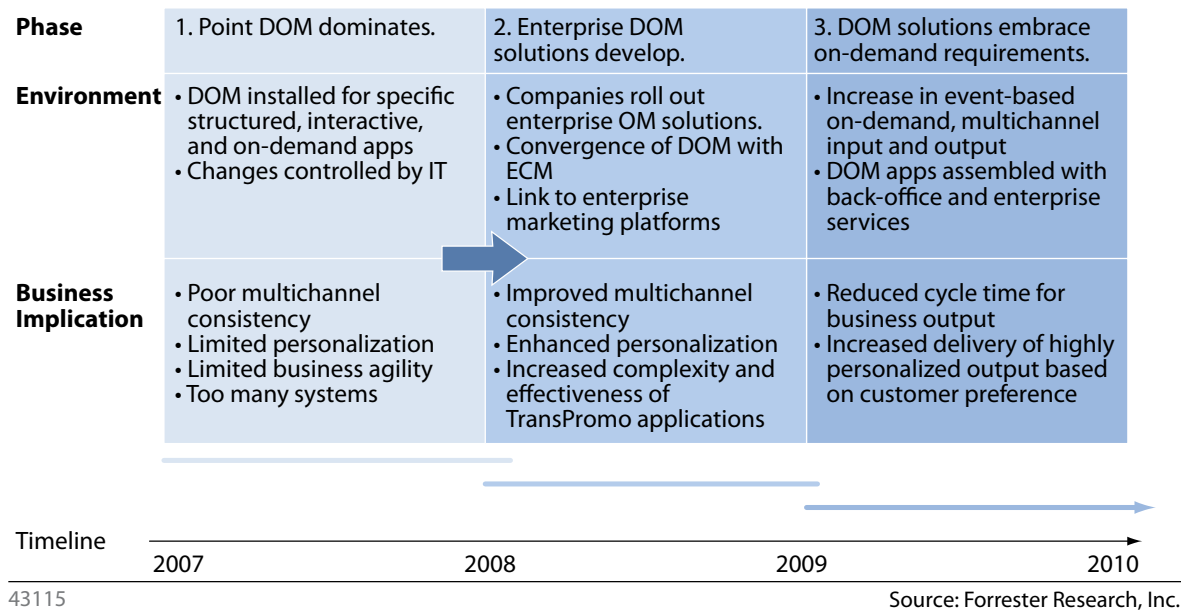 Phase
1. Point DOM dominates.
2. Enterprise DOM
solutions develop.
3. DOM solutions embrace
on-demand requirements.
Environment
• DOM installed for specific
structured, interactive,
and on-demand apps
• Changes controlled by IT
• Companies roll out
enterprise OM solutions.
• Convergence of DOM with
ECM
• Link to enterprise
marketing platforms
• Increase in event-based
on-demand, multichannel
input and output
• DOM apps assembled with
back-office and enterprise
services
Business
Implication
• Poor multichannel
consistency
• Limited personalization
• Limited business agility
• Too many systems
• Improved multichannel
consistency
• Enhanced personalization
• Increased complexity and
effectiveness of
TransPromo applications
• Reduced cycle time for
business output
• Increased delivery of highly
personalized output based
on customer preference
Timeline
2007
2008
2009
2010
43115
Source: Forrester Research, Inc.